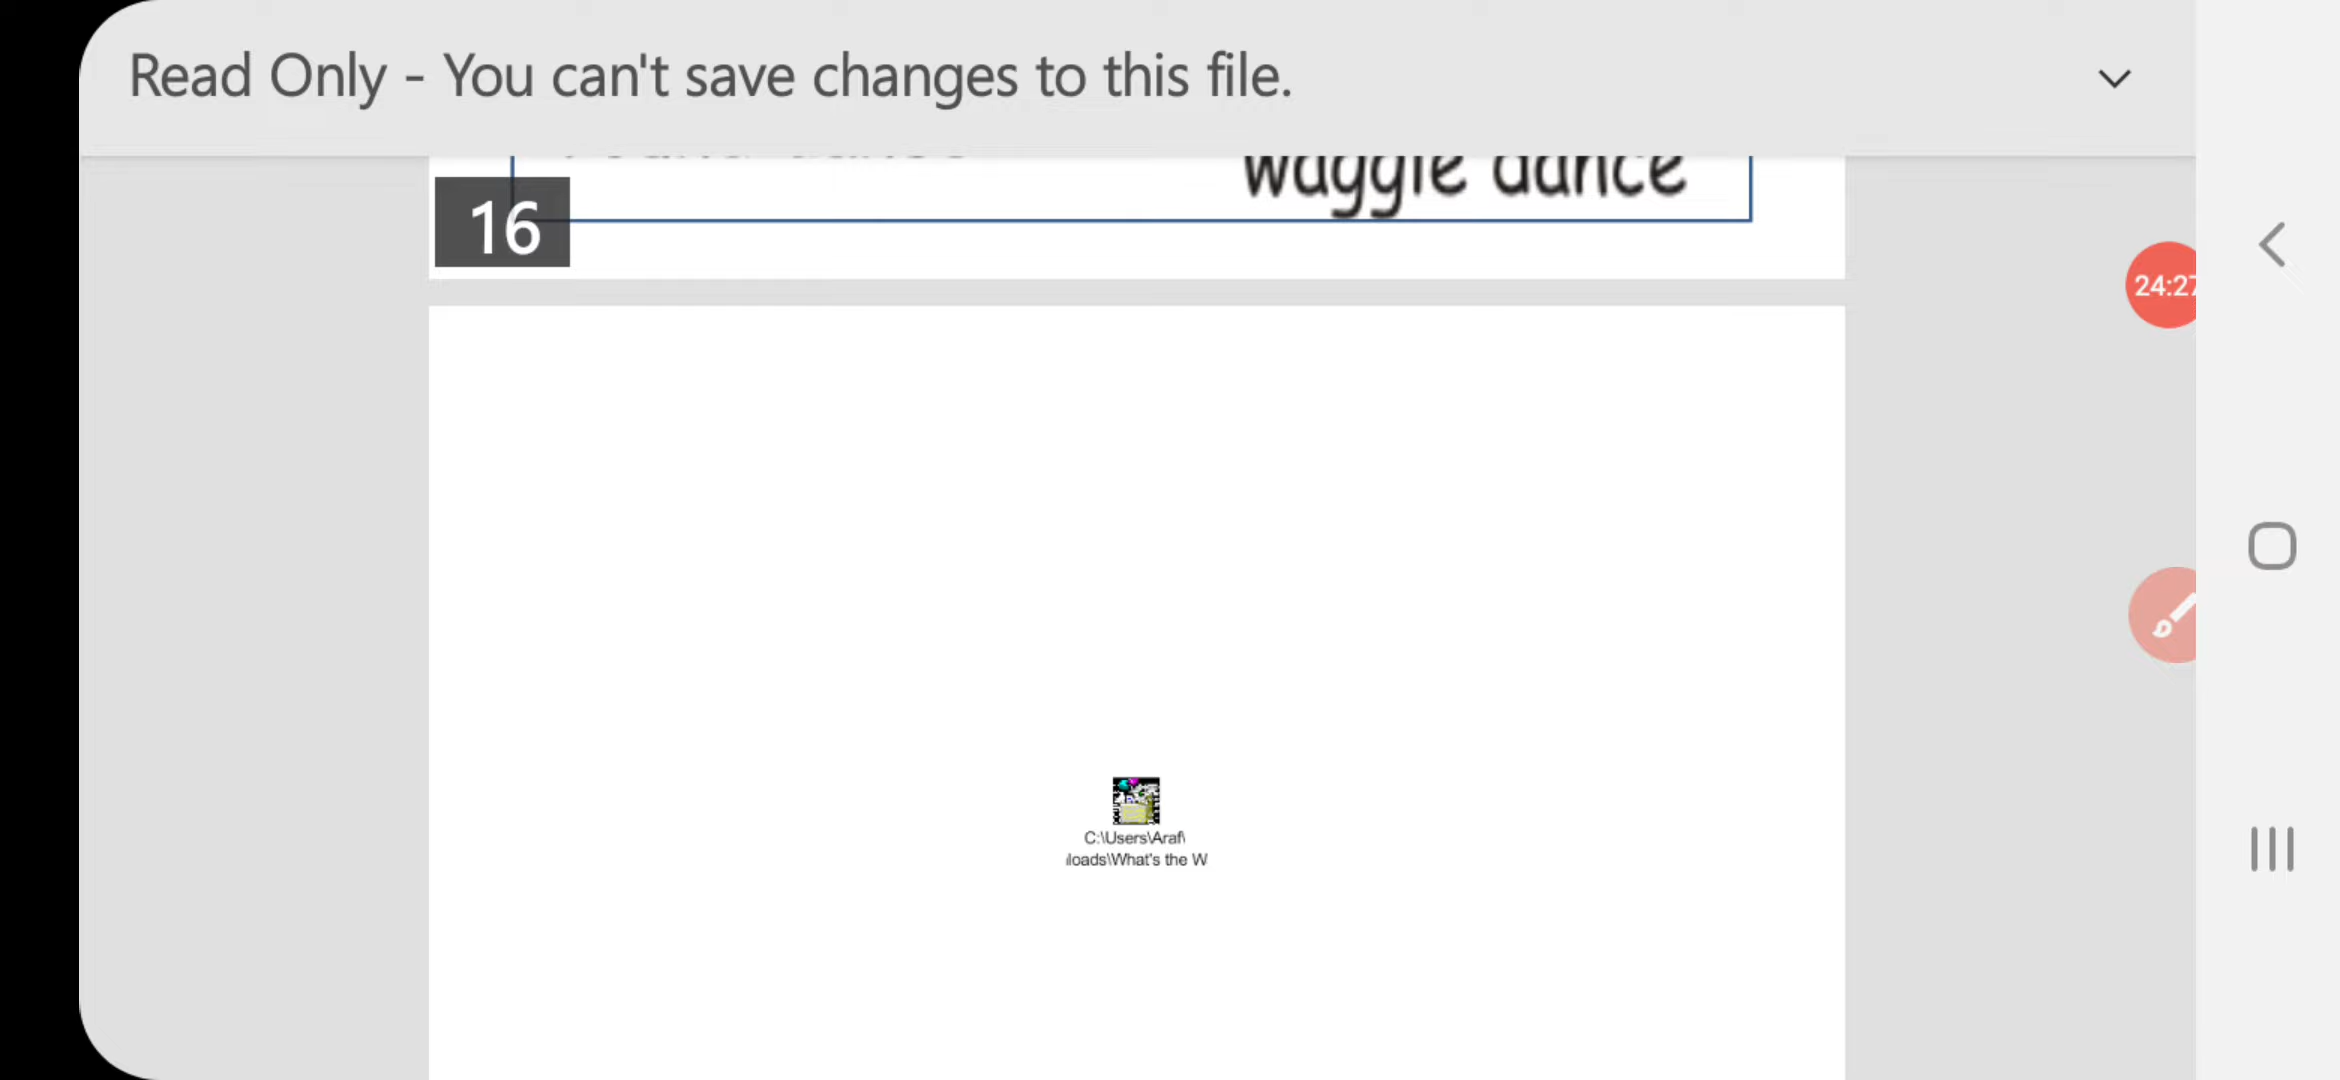 Read Only - You can't save changes to this file.
waggle dance
16
24:27
C:\Users\Araf\
loads\What's the W